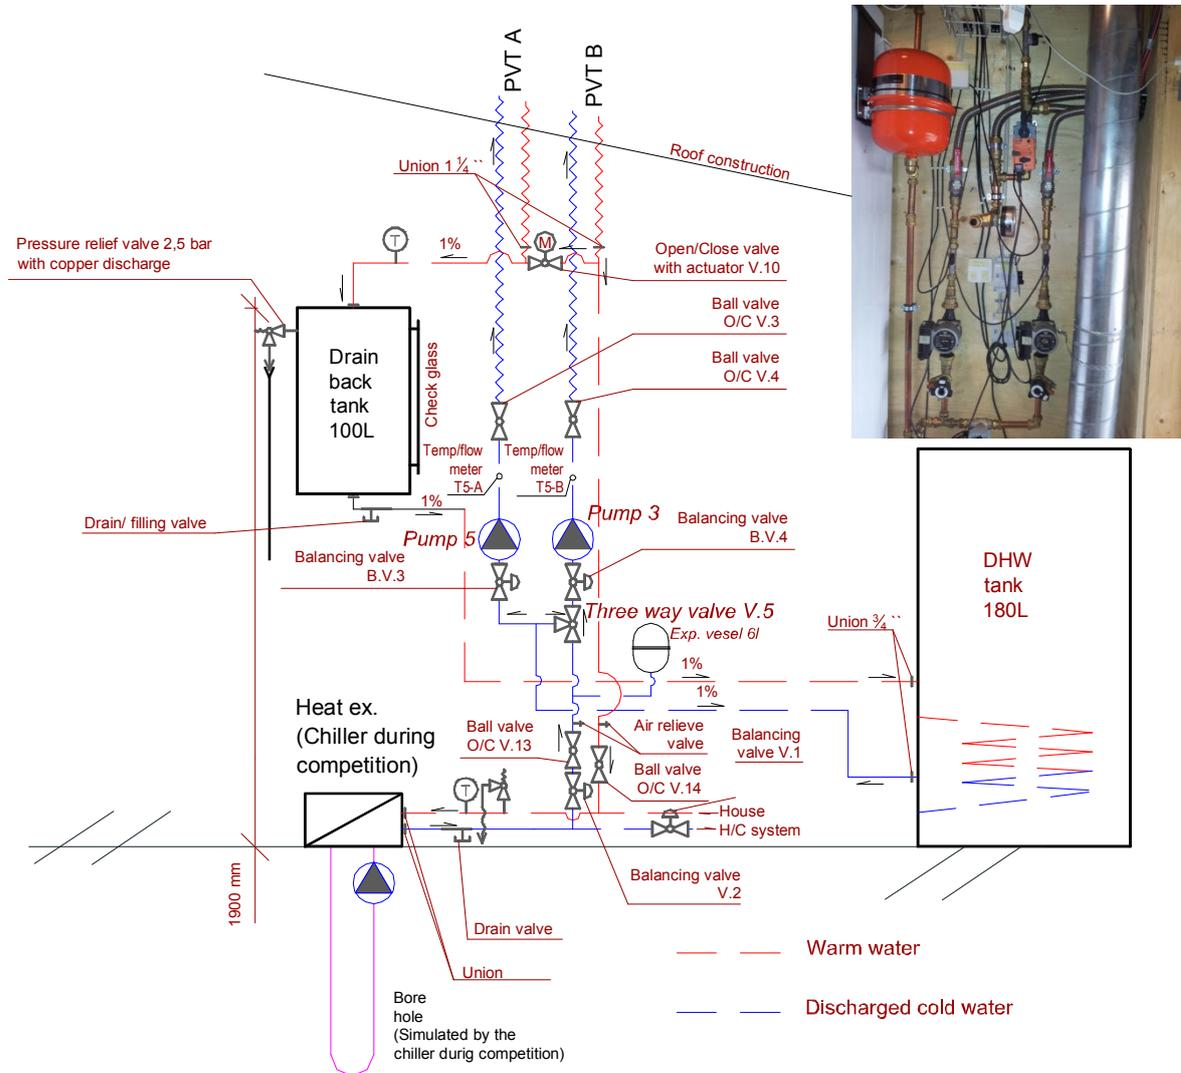 PVT A
PVT B
Roof construction
Union 1 ¼ ``
Pressure relief valve 2,5 bar
with copper discharge
T
1%
M
Open/Close valve
with actuator V.10
Ball valve
O/C V.3
Ball valve
O/C V.4
Drain
back
tank
100L
Check glass
Temp/flow
meter
T5-A
Temp/flow
meter
T5-B
1%
Drain/ filling valve
Pump 5
Pump 3
Balancing valve
B.V.4
Balancing valve
B.V.3
DHW
tank
180L
Three way valve V.5
Exp. vesel 6l
Union ¾ ``
1%
1%
Heat ex.
(Chiller during
competition)
Ball valve
O/C V.13
Air relieve
valve
Balancing
valve V.1
Ball valve
O/C V.14
T
House
H/C system
1900 mm
Balancing valve
V.2
Drain valve
Union
Warm water
Discharged cold water
Bore
hole
(Simulated by the
chiller durig competition)